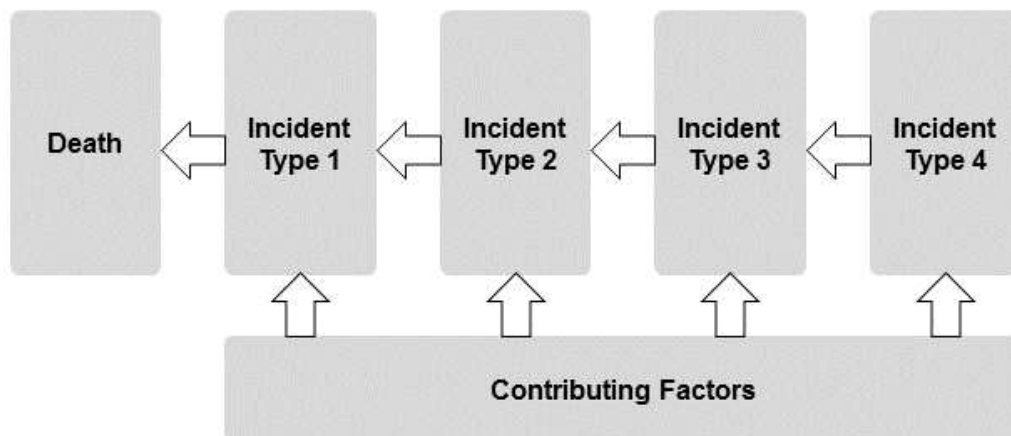 Death
Incident
Type 1
Incident
Type 2
Incident
Type 3
Incident
Type 4
Contributing Factors